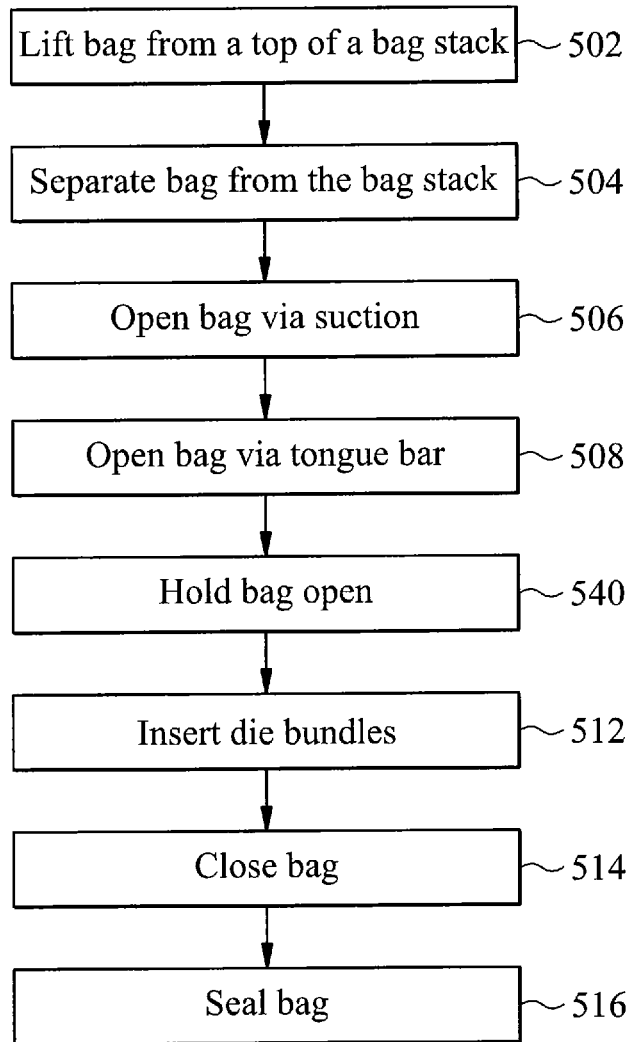 Lift bag from a top of a bag stack 502
Separate bag from the bag stack 504
Open bag via suction 506
Open bag via tongue bar 508
Hold bag open 540
Insert die bundles 512
Close bag 514
Seal bag 516